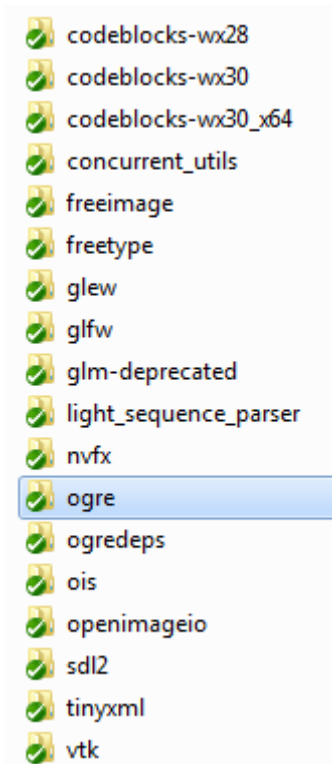 codeblocks-wx28
codeblocks-wx30
codeblocks-wx30_x64
concurrent_utils
freeimage
freetype
glew
glfw
glm-deprecated
light_sequence_parser
nvfx
ogre
ogredeps
ois
openimageio
sdl2
tinyxml
vtk